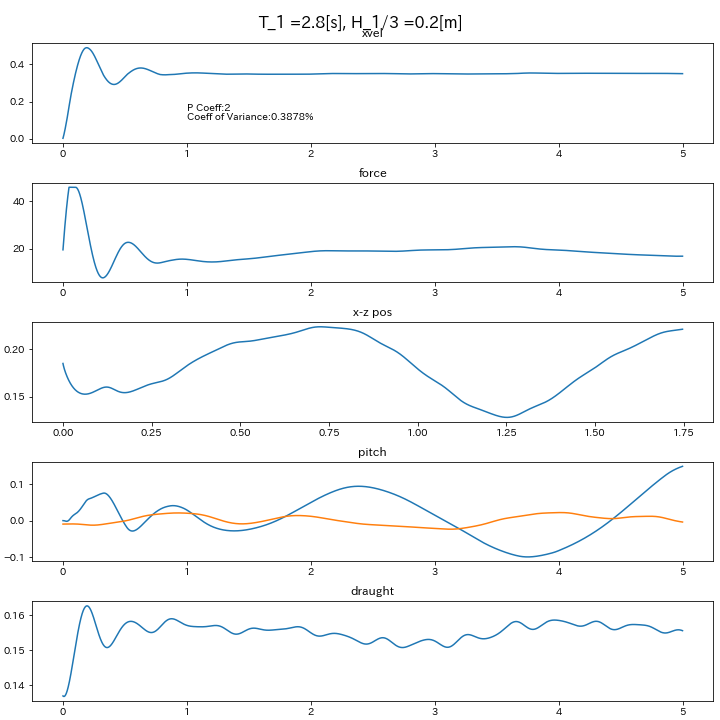 T_1 =2.8[s], H_1/3 =0.2[m]
xvel
0.4
0.2
0.0
P Coeff:2
Coeff of Variance:0.3878%
0 1 2 3 4 5
force
40
20
0 1 2 3 4 5
x-z pos
0.20
0.15
0.00 0.25 0.50 0.75 1.00 1.25 1.50 1.75
pitch
0.1
0.0
−0.1
0 1 2 3 4 5
draught
0.16
0.15
0.14
0 1 2 3 4 5